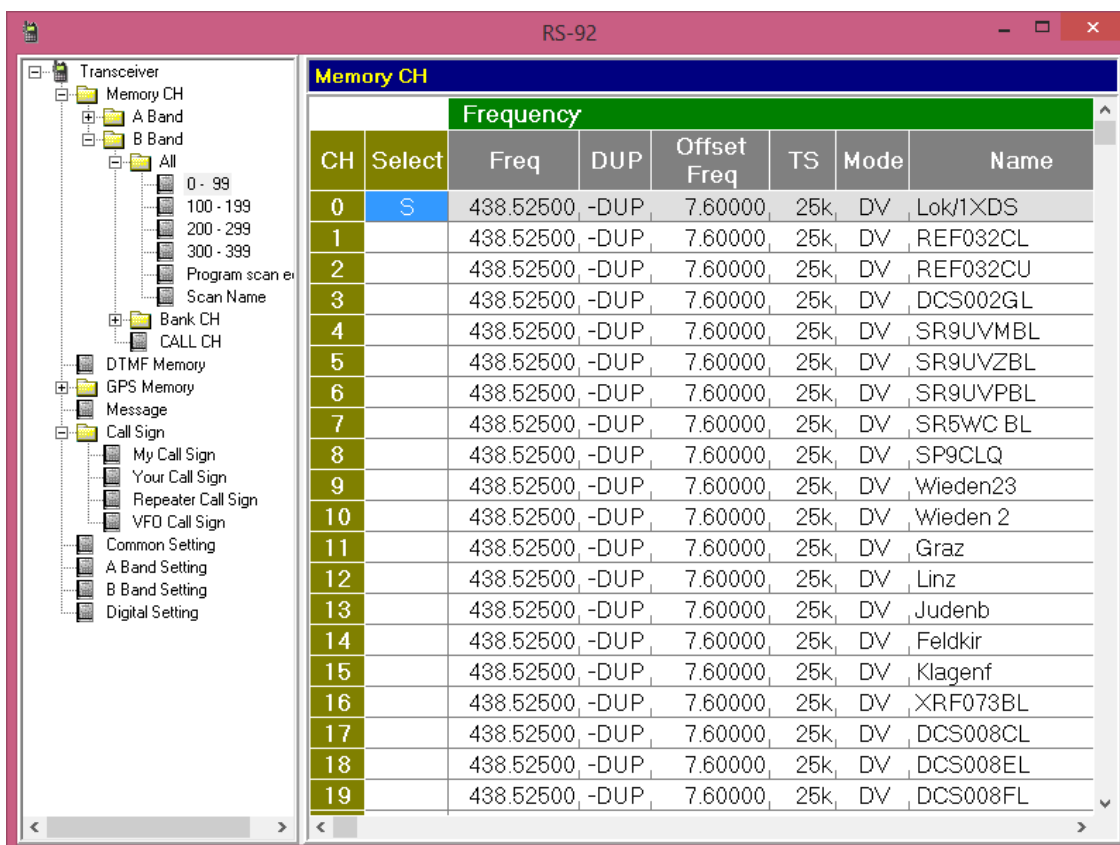 RS-92
Transceiver
Memory CH
A Band
B Band
All
0 - 99
100 - 199
200 - 299
300 - 399
Program scan e
Scan Name
Bank CH
CALL CH
DTMF Memory
GPS Memory
Message
Call Sign
My Call Sign
Your Call Sign
Repeater Call Sign
VFO Call Sign
Common Setting
A Band Setting
B Band Setting
Digital Setting
Memory CH
Frequency
CH Select Freq DUP Offset Freq TS Mode Name
0 S 438.52500 -DUP 7.60000 25k DV Lok/1XDS
1 438.52500 -DUP 7.60000 25k DV REF032CL
2 438.52500 -DUP 7.60000 25k DV REF032CU
3 438.52500 -DUP 7.60000 25k DV DCS002GL
4 438.52500 -DUP 7.60000 25k DV SR9UVMBL
5 438.52500 -DUP 7.60000 25k DV SR9UVZBL
6 438.52500 -DUP 7.60000 25k DV SR9UVPBL
7 438.52500 -DUP 7.60000 25k DV SR5WC BL
8 438.52500 -DUP 7.60000 25k DV SP9CLQ
9 438.52500 -DUP 7.60000 25k DV Wieden23
10 438.52500 -DUP 7.60000 25k DV Wieden 2
11 438.52500 -DUP 7.60000 25k DV Graz
12 438.52500 -DUP 7.60000 25k DV Linz
13 438.52500 -DUP 7.60000 25k DV Judenb
14 438.52500 -DUP 7.60000 25k DV Feldkir
15 438.52500 -DUP 7.60000 25k DV Klagenf
16 438.52500 -DUP 7.60000 25k DV XRF073BL
17 438.52500 -DUP 7.60000 25k DV DCS008CL
18 438.52500 -DUP 7.60000 25k DV DCS008EL
19 438.52500 -DUP 7.60000 25k DV DCS008FL